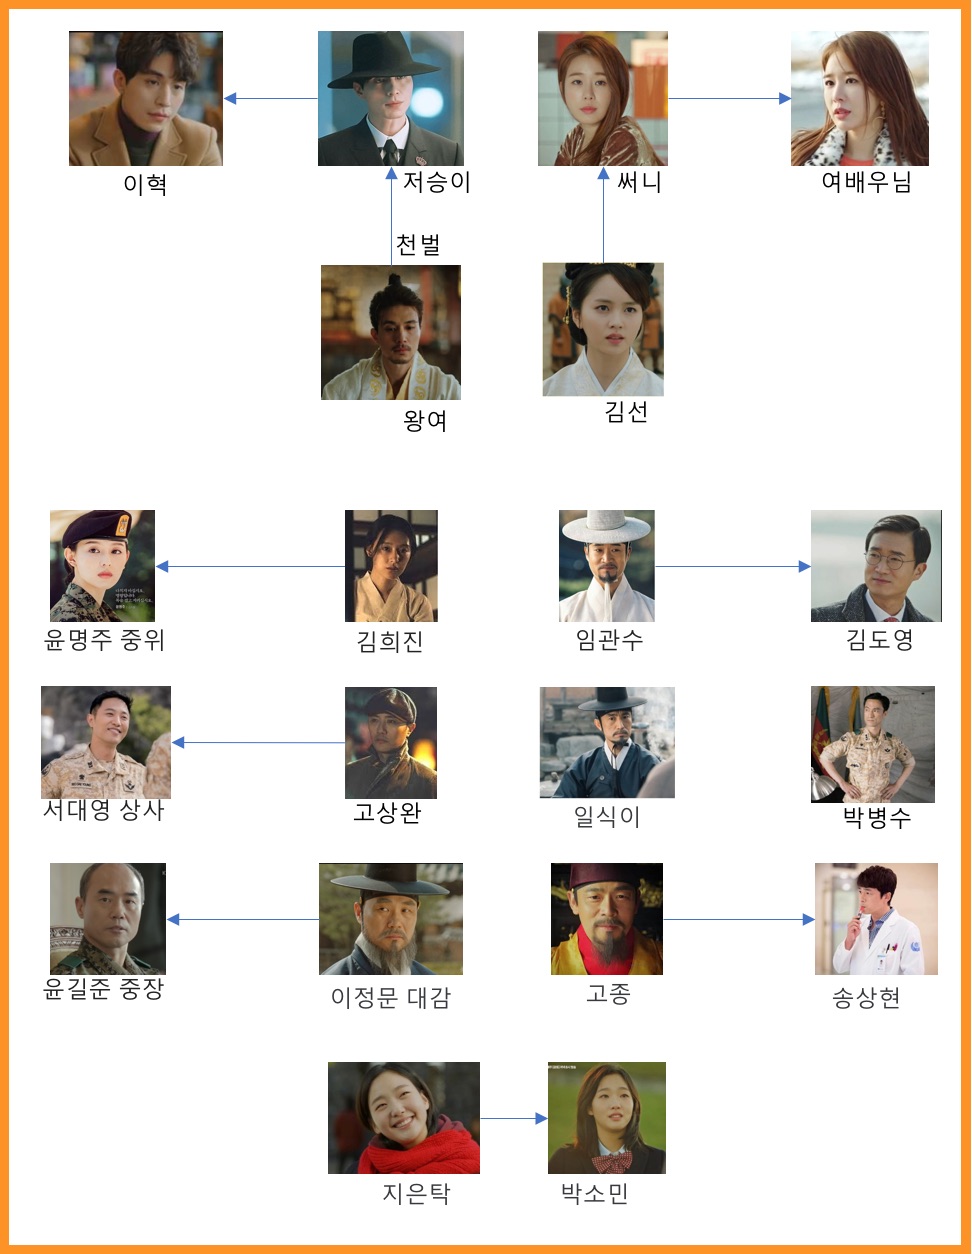 이혁
저승이
써니
여배우님
천벌
왕여
김선
윤명주 중위
김희진
임관수
김도영
서대영 상사
고상완
일식이
박병수
윤길준 중장
이정문 대감
고종
송상현
지은탁
박소민